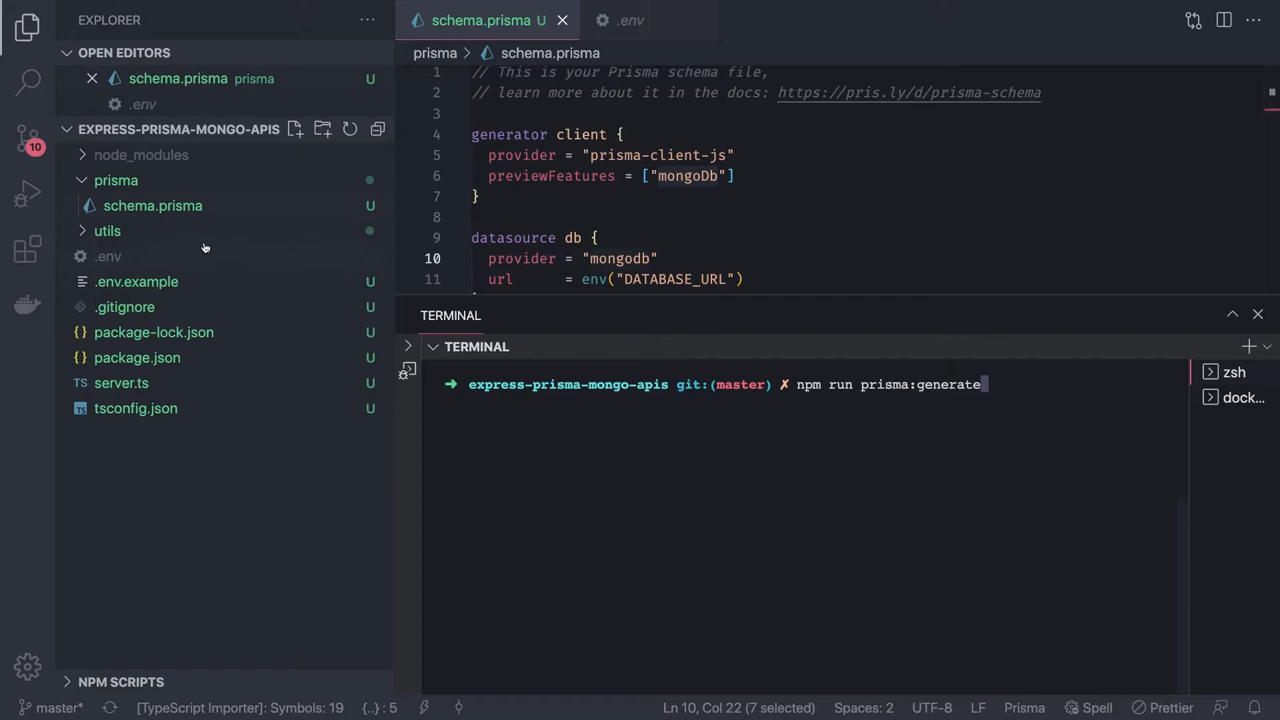 EXPLORER
OPEN EDITORS
schema.prisma prisma U
.env
EXPRESS-PRISMA-MONGO-APIS
node_modules
prisma
schema.prisma U
utils
.env
.env.example U
.gitignore U
{} package-lock.json U
{} package.json U
TS server.ts U
TS tsconfig.json U
NPM SCRIPTS
10
schema.prisma U
.env
prisma > schema.prisma
1 // This is your Prisma schema file,
2 // learn more about it in the docs: https://pris.ly/d/prisma-schema
3
4 generator client {
5 provider = "prisma-client-js"
6 previewFeatures = ["mongoDb"]
7 }
8
9 datasource db {
10 provider = "mongodb"
11 url = env("DATABASE_URL")
TERMINAL
TERMINAL
express-prisma-mongo-apis git:(master) ✗ npm run prisma:generate
zsh
dock...
master* [TypeScript Importer]: Symbols: 19 {..} : 5 Ln 10, Col 22 (7 selected) Spaces: 2 UTF-8 LF Prisma Spell Prettier